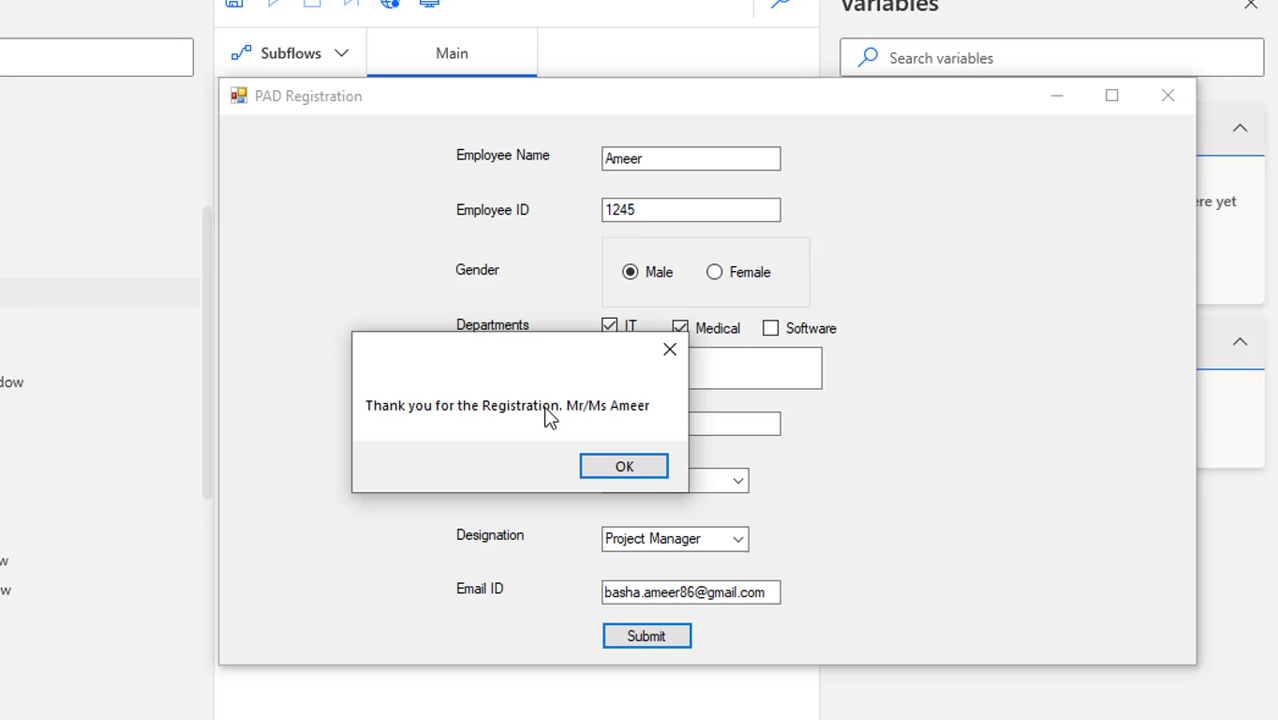 Variables
Subflows
Main
Search variables
PAD Registration
Employee Name
Ameer
ere yet
Employee ID
1245
Gender
Male
Female
Departments
IT
Medical
Software
Thank you for the Registration. Mr/Ms Ameer
OK
Designation
Project Manager
Email ID
basha.ameer86@gmail.com
Submit
dow
w
w